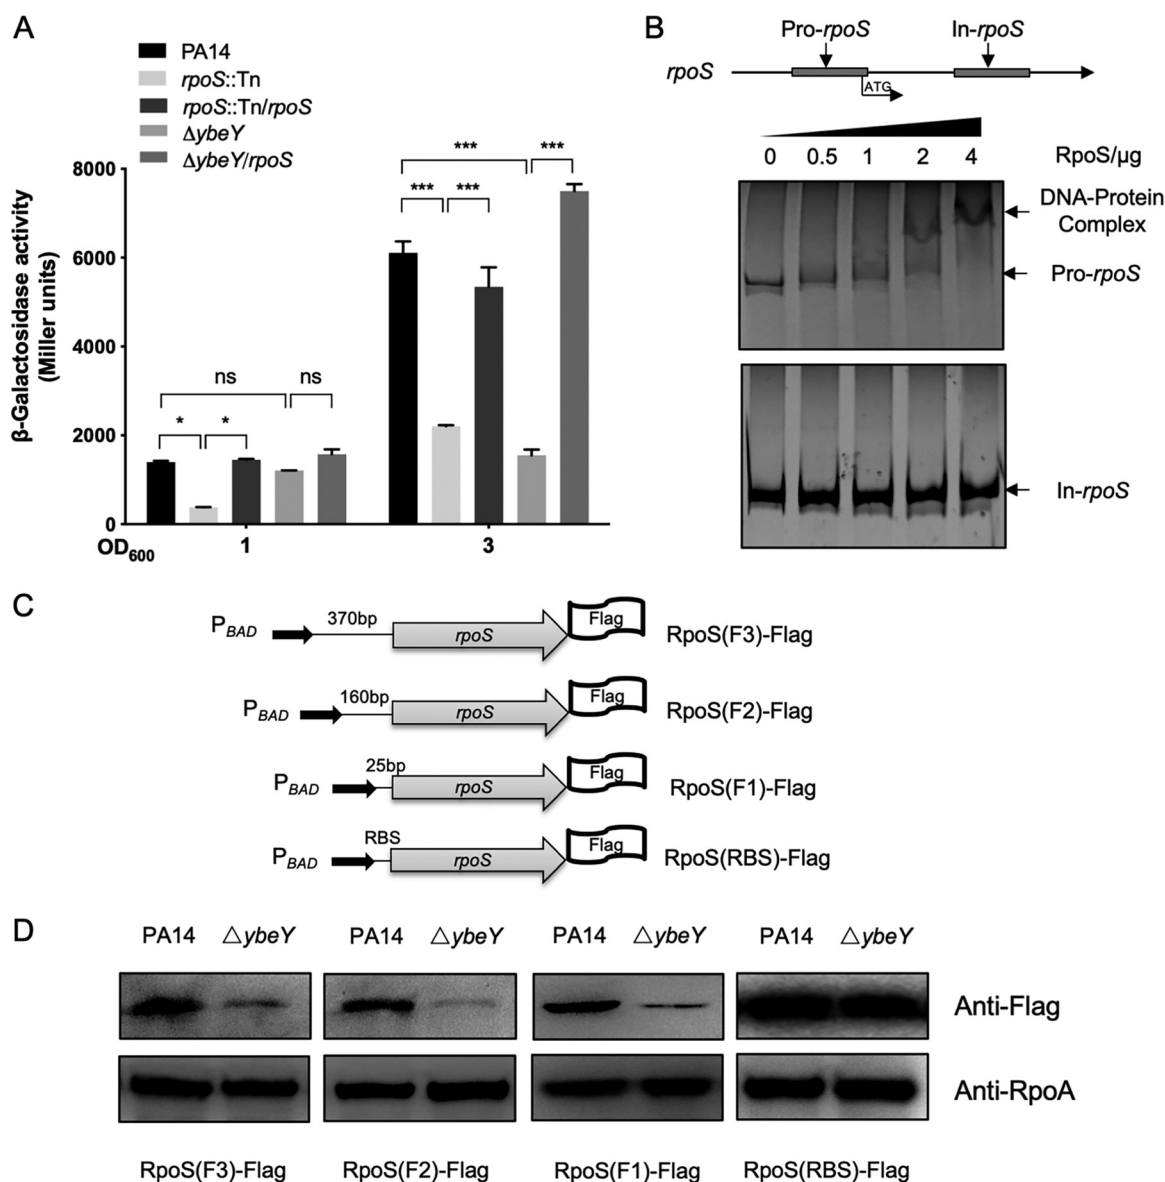 A
PA14
rpoS::Tn
rpoS::Tn/rpoS
ΔybeY
ΔybeY/rpoS
β-Galactosidase activity
(Miller units)
8000
6000
4000
2000
0
ns
ns
*
*
***
***
***
***
OD600
1
3
B
Pro-rpoS
In-rpoS
rpoS
ATG
0
0.5
1
2
4
RpoS/μg
DNA-Protein
Complex
Pro-rpoS
In-rpoS
C
PBAD
370bp
rpoS
Flag
RpoS(F3)-Flag
PBAD
160bp
rpoS
Flag
RpoS(F2)-Flag
PBAD
25bp
rpoS
Flag
RpoS(F1)-Flag
PBAD
RBS
rpoS
Flag
RpoS(RBS)-Flag
D
PA14 △ybeY PA14 △ybeY PA14 △ybeY PA14 △ybeY
Anti-Flag
Anti-RpoA
RpoS(F3)-Flag RpoS(F2)-Flag RpoS(F1)-Flag RpoS(RBS)-Flag